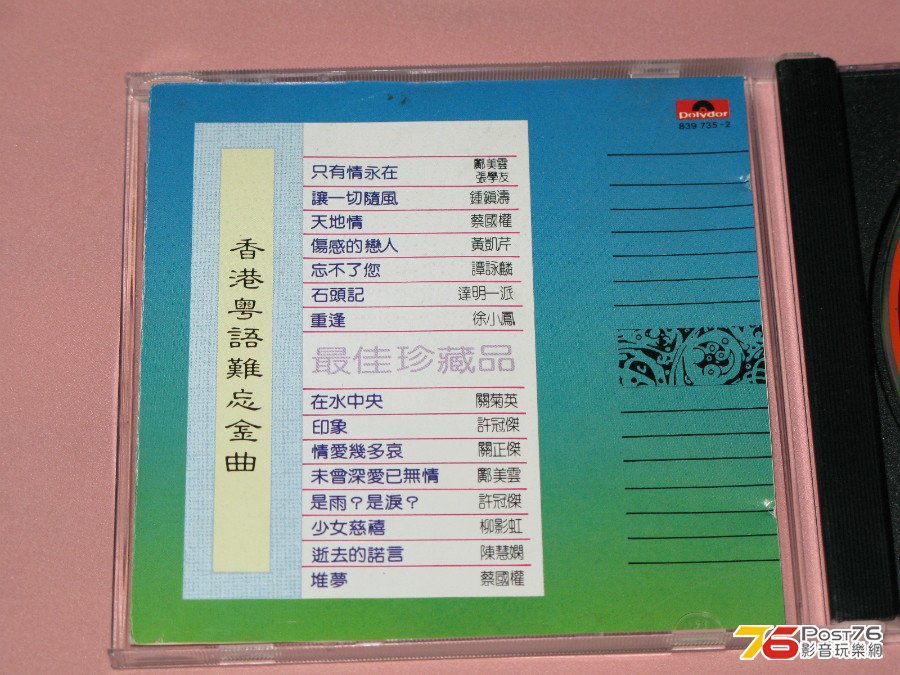 Polydor
839 735-2
香港粵語難忘金曲
只有情永在 鄺美雲
張學友
讓一切隨風 鍾鎮濤
天地情 蔡國權
傷感的戀人 黃凱芹
忘不了您 譚詠麟
石頭記 達明一派
重逢 徐小鳳
最佳珍藏品
在水中央 關菊英
印象 許冠傑
情愛幾多哀 關正傑
未曾深愛已無情 鄺美雲
是雨？是淚？ 許冠傑
少女慈禧 柳影虹
逝去的諾言 陳慧嫻
堆夢 蔡國權
76 Post76
影音玩樂網